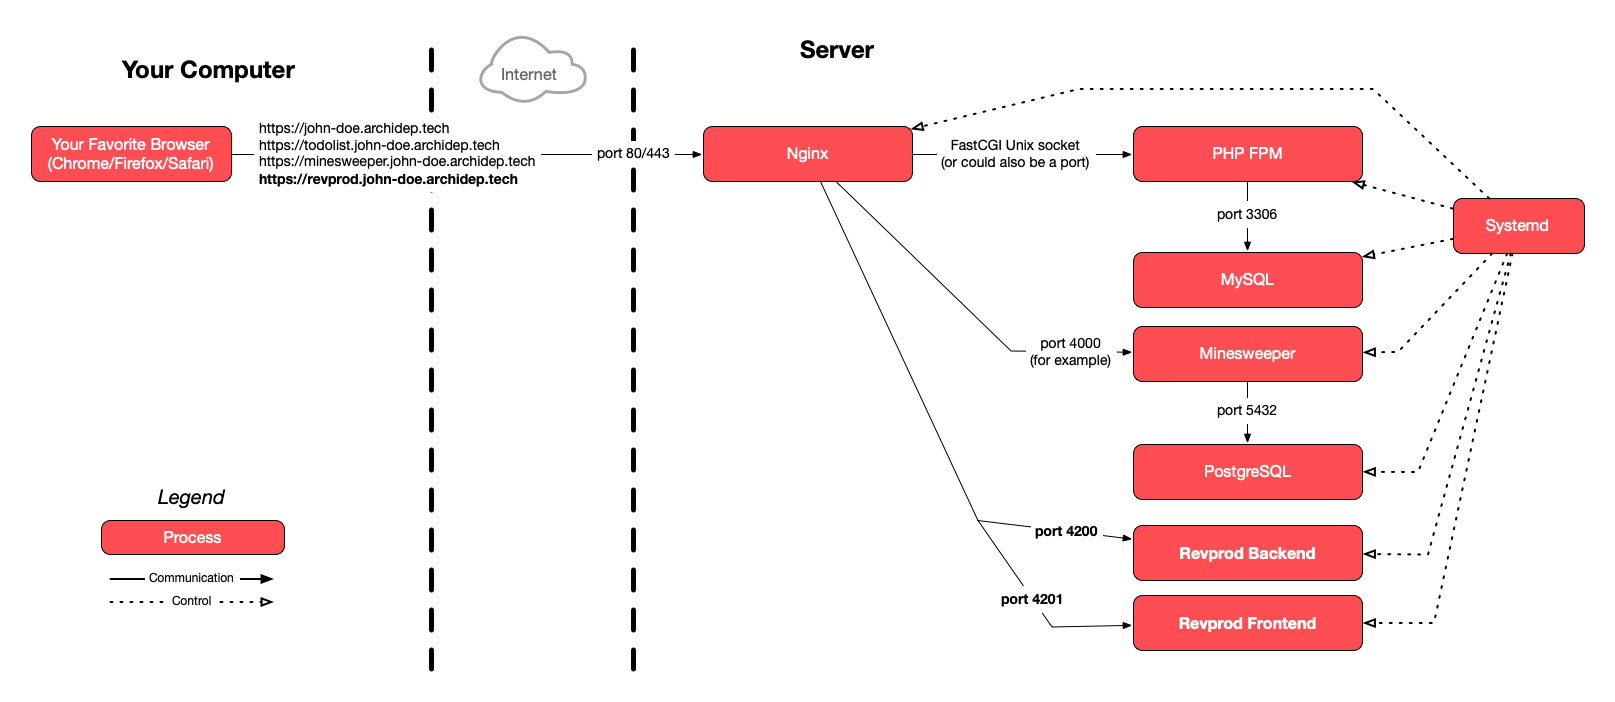 Your Computer
Internet
Server
Your Favorite Browser
(Chrome/Firefox/Safari)
https://john-doe.archidep.tech
https://todolist.john-doe.archidep.tech
https://minesweeper.john-doe.archidep.tech
https://revprod.john-doe.archidep.tech
port 80/443
Nginx
FastCGI Unix socket
(or could also be a port)
PHP FPM
port 3306
Systemd
MySQL
port 4000
(for example)
Minesweeper
port 5432
PostgreSQL
port 4200
Revprod Backend
port 4201
Revprod Frontend
Legend
Process
Communication
Control